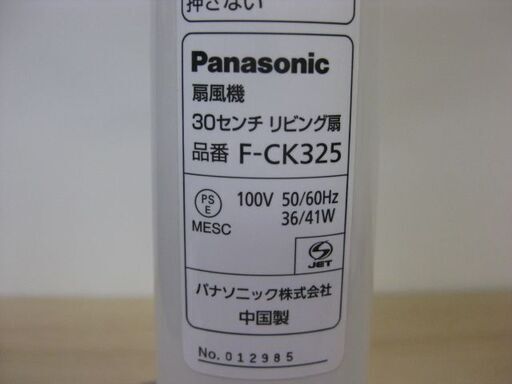 押さない
Panasonic
扇風機
30センチ リビング扇
品番 F-CK325
PS
E
MESC
100V 50/60Hz
36/41W
S
JET
パナソニック株式会社
中国製
No. 012985